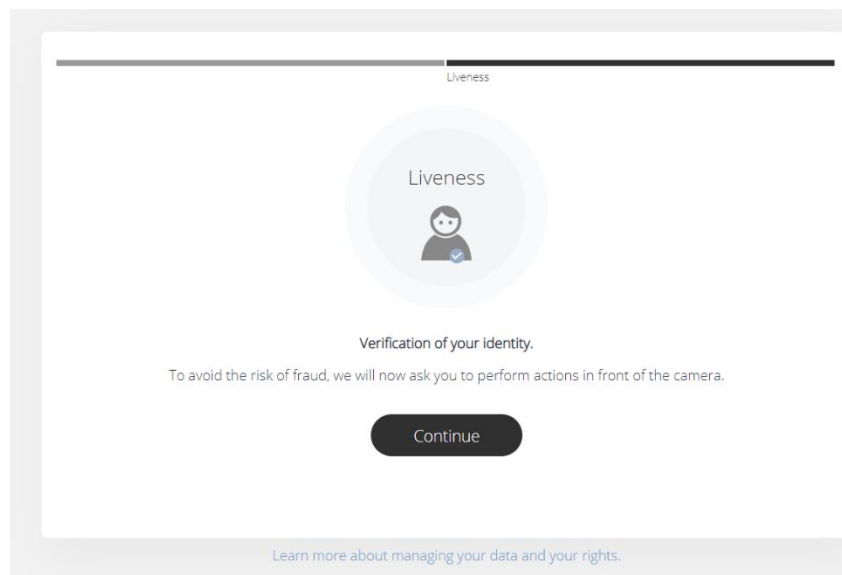 Liveness
Liveness
Verification of your identity.
To avoid the risk of fraud, we will now ask you to perform actions in front of the camera.
Continue
Learn more about managing your data and your rights.